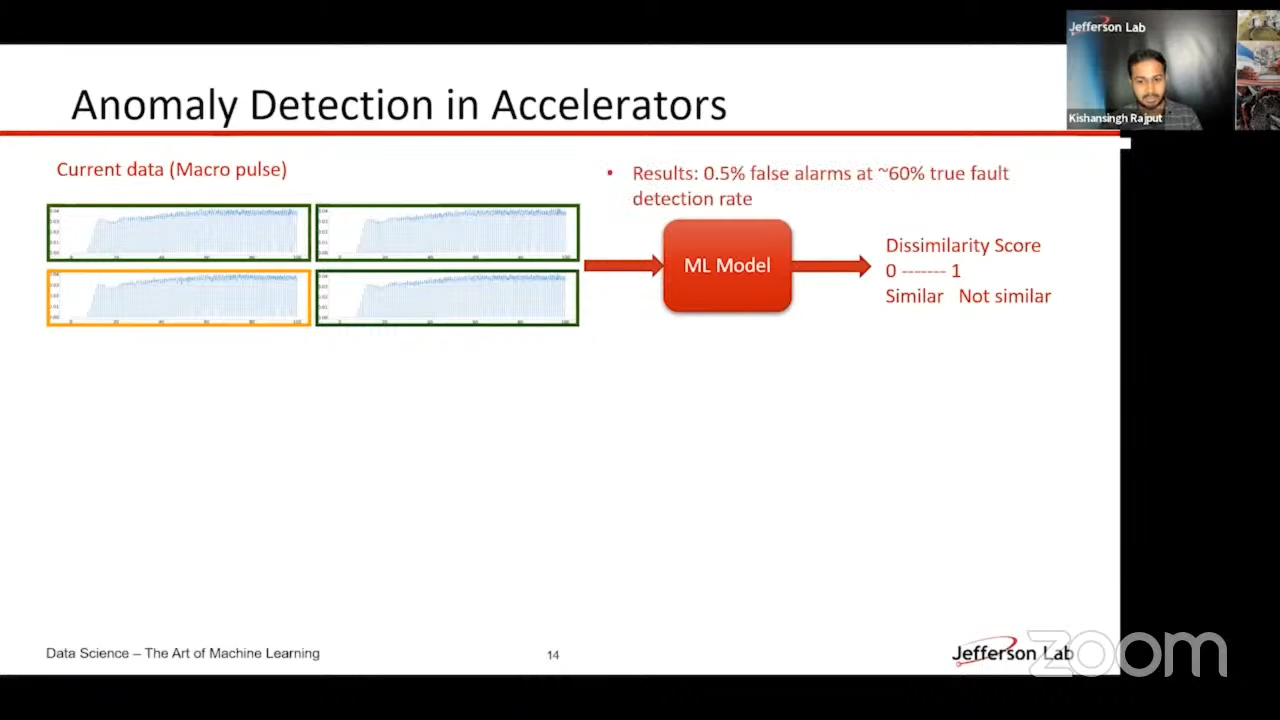 Jefferson Lab
Kishansingh Rajput
Anomaly Detection in Accelerators
Current data (Macro pulse)
• Results: 0.5% false alarms at ~60% true fault
detection rate
ML Model
Dissimilarity Score
0 ------- 1
Similar Not similar
Data Science – The Art of Machine Learning
14
Jefferson Lab
zoom